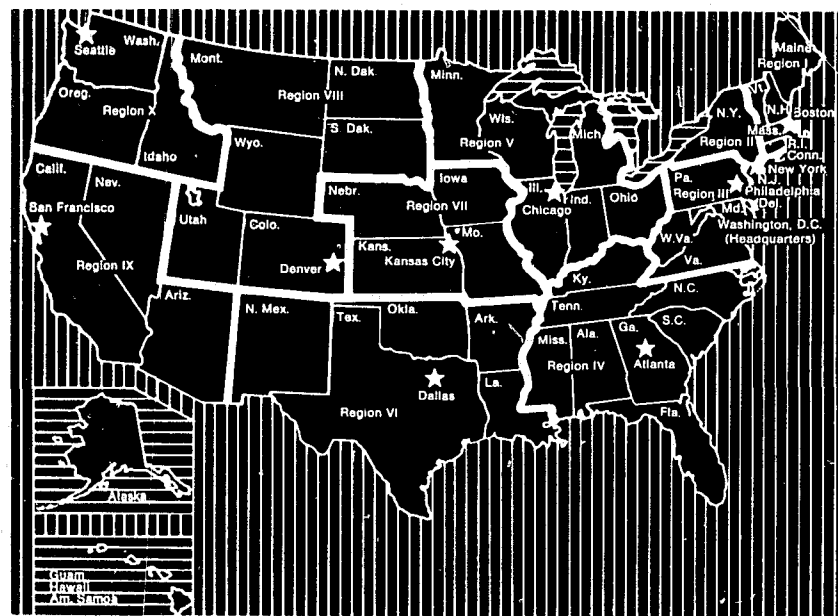 Seattle
Wash.
Oreg.
Region X
Idaho
Mont.
N. Dak.
Region VIII
S. Dak.
Wyo.
Minn.
Wis.
Region V
Mich
Maine
Region I
Vt.
N.H.
Boston
Mass.
R.I.
Conn.
New York
N.Y.
Region II
N.J.
Pa.
Region III
Philadelphia
Del.
Md.
Washington, D.C.
(Headquarters)
Calif.
Nev.
San Francisco
Region IX
Utah
Colo.
Denver
Nebr.
Iowa
Region VII
Kans.
Mo.
Kansas City
Ill.
Chicago
Ind.
Ohio
W.Va.
Va.
Ky.
Tenn.
N.C.
S.C.
Ariz.
N. Mex.
Tex.
Okla.
Ark.
Region VI
Dallas
La.
Miss.
Ala.
Ga.
Region IV
Atlanta
Fla.
Alaska
Guam
Hawaii
Am. Samoa